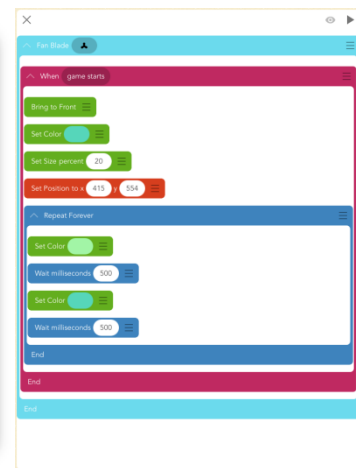 Fan Blade
When game starts
Bring to Front
Set Color
Set Size percent 20
Set Position to x 415 y 554
Repeat Forever
Set Color
Wait milliseconds 500
Set Color
Wait milliseconds 500
End
End
End